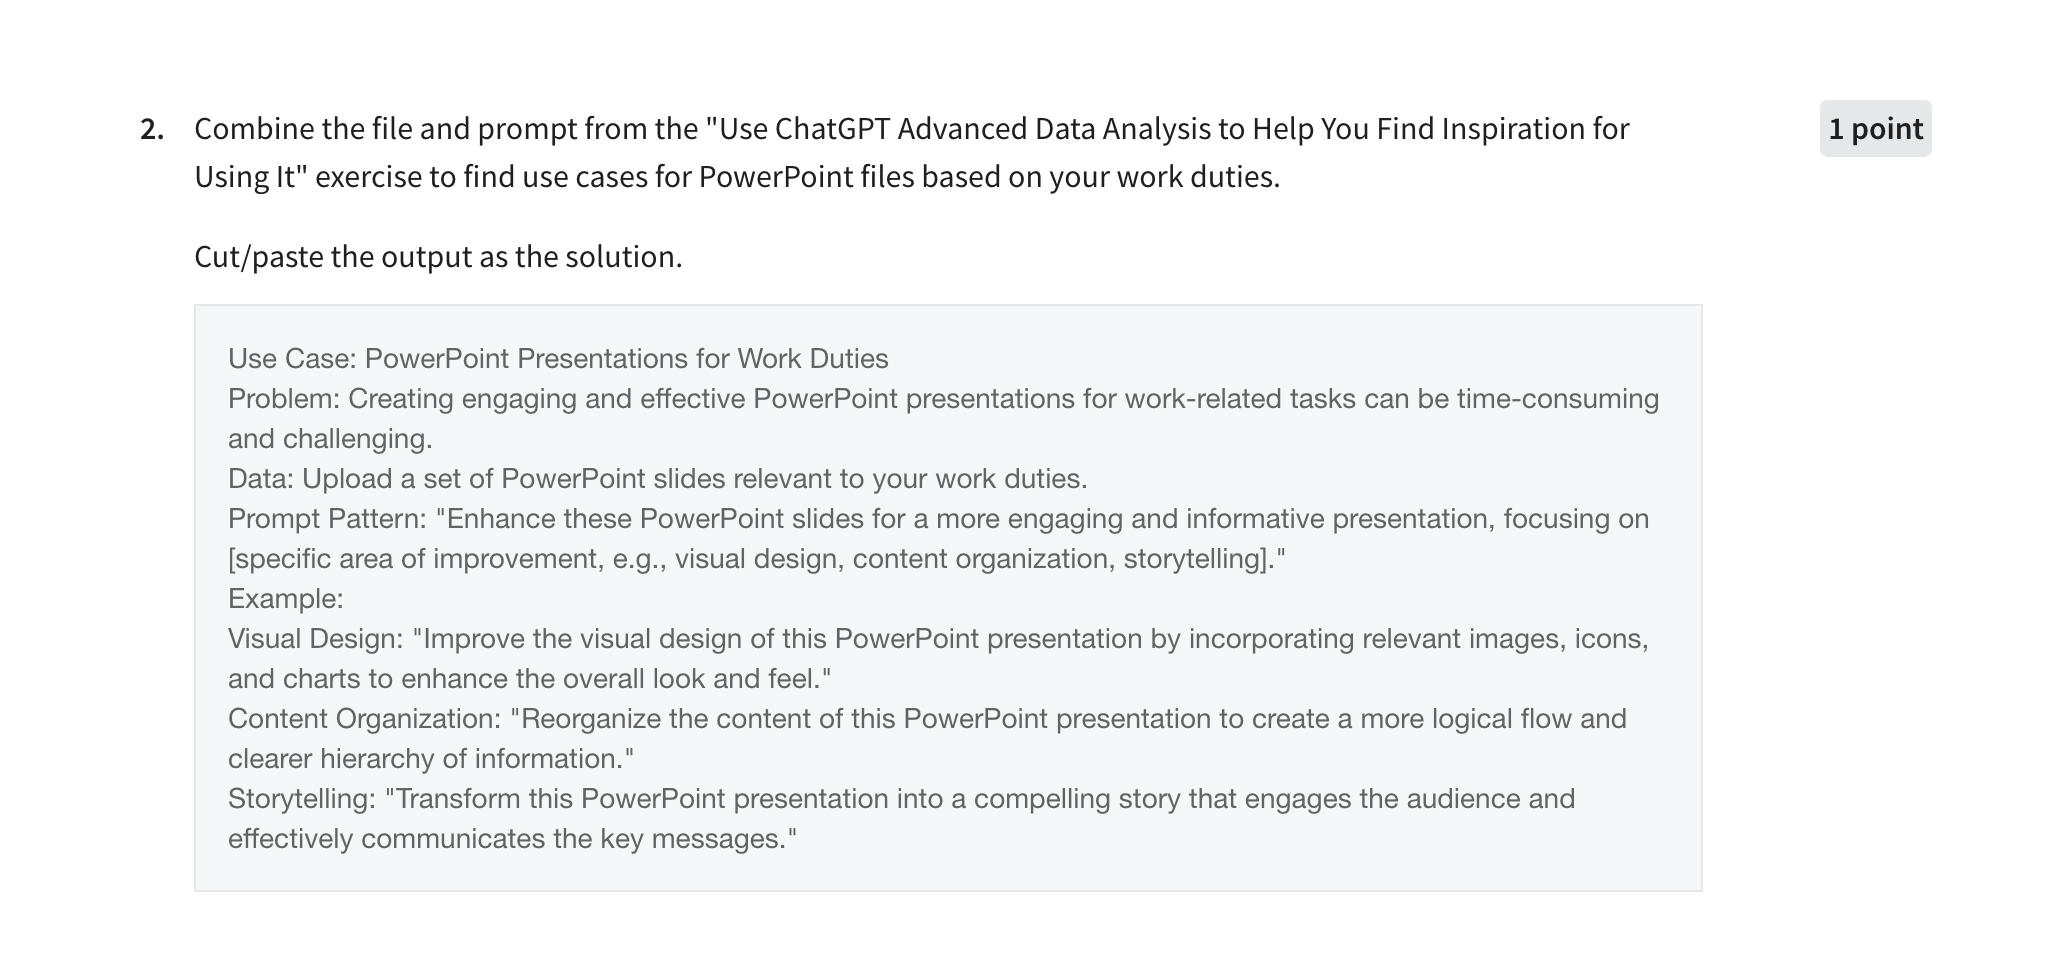 2. Combine the file and prompt from the "Use ChatGPT Advanced Data Analysis to Help You Find Inspiration for
1 point
Using It" exercise to find use cases for PowerPoint files based on your work duties.
Cut/paste the output as the solution.
Use Case: PowerPoint Presentations for Work Duties
Problem: Creating engaging and effective PowerPoint presentations for work-related tasks can be time-consuming
and challenging.
Data: Upload a set of PowerPoint slides relevant to your work duties.
Prompt Pattern: "Enhance these PowerPoint slides for a more engaging and informative presentation, focusing on
[specific area of improvement, e.g., visual design, content organization, storytelling]."
Example:
Visual Design: "Improve the visual design of this PowerPoint presentation by incorporating relevant images, icons,
and charts to enhance the overall look and feel."
Content Organization: "Reorganize the content of this PowerPoint presentation to create a more logical flow and
clearer hierarchy of information."
Storytelling: "Transform this PowerPoint presentation into a compelling story that engages the audience and
effectively communicates the key messages."